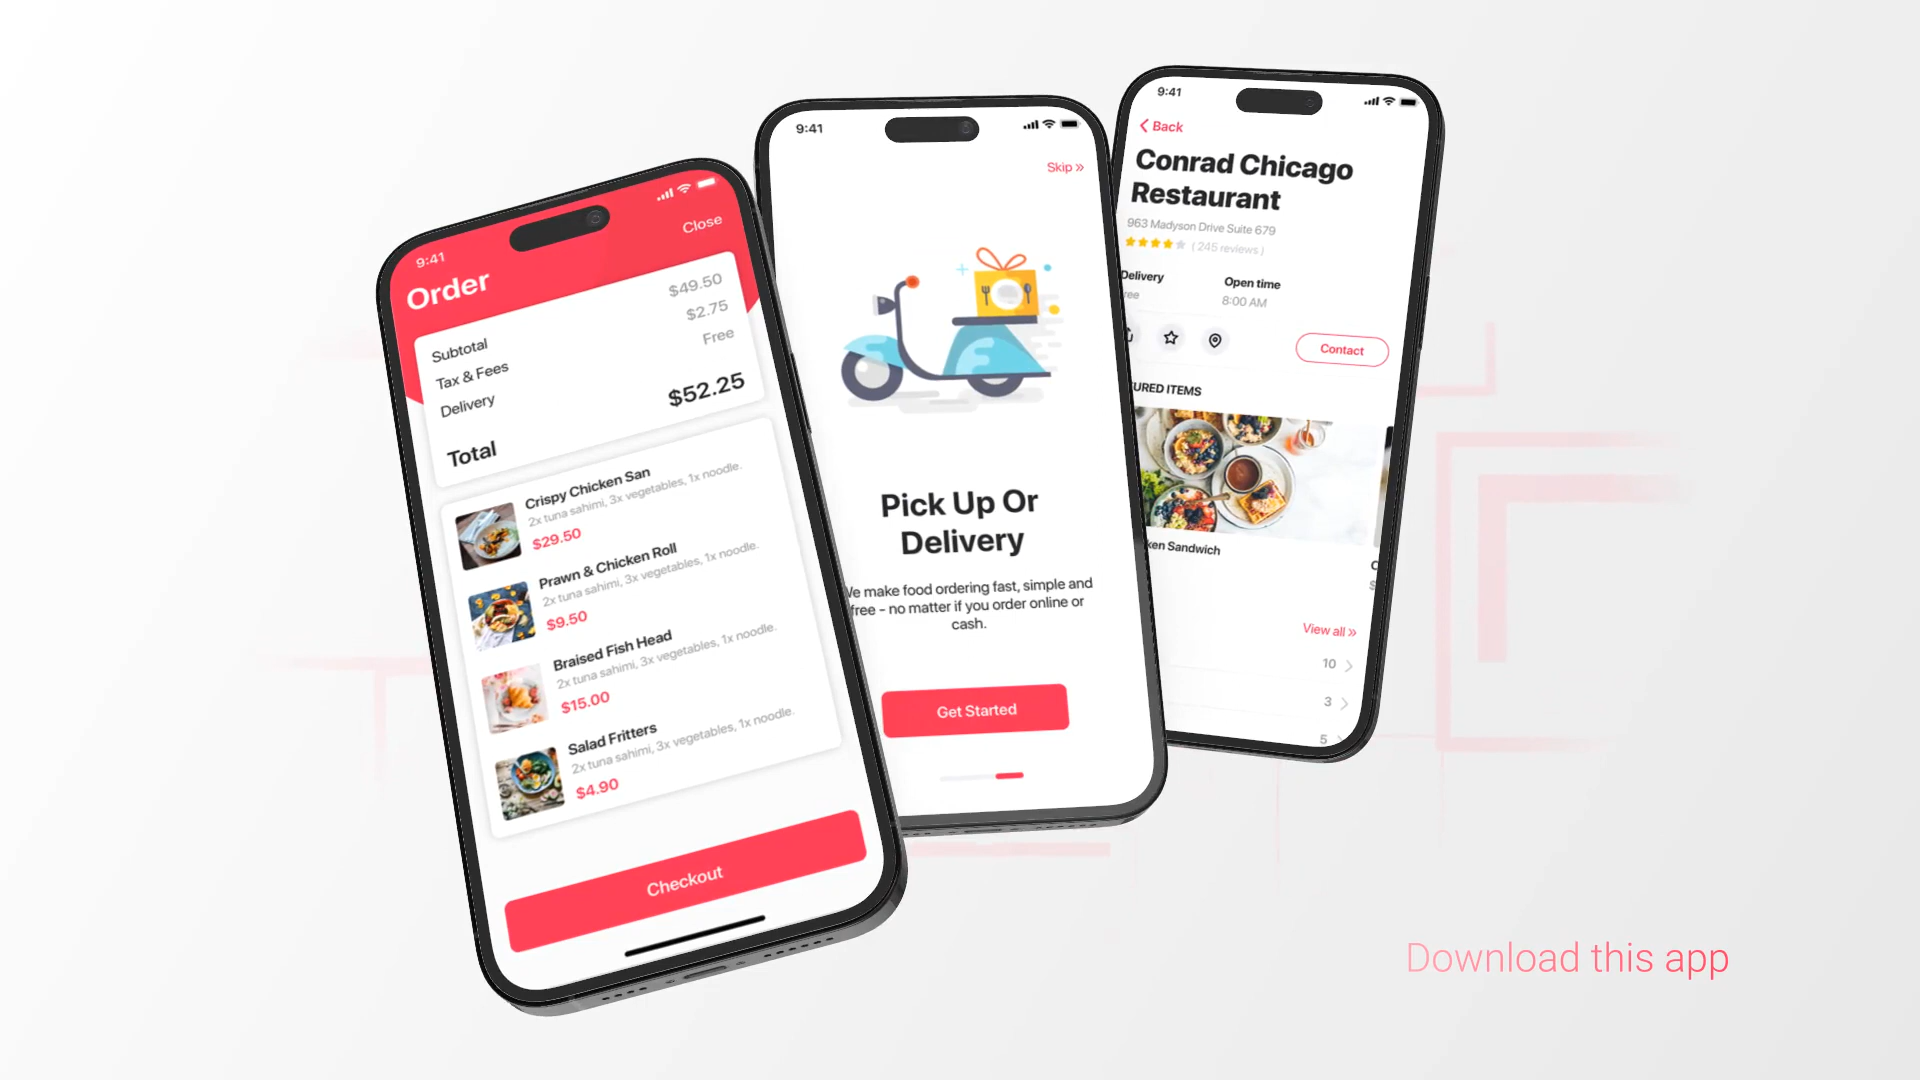 9:41
Close
Order
Subtotal $49.50
Tax & Fees $2.75
Delivery Free
Total $52.25
Crispy Chicken San
2x tuna sahimi, 3x vegetables, 1x noodle.
$29.50
Prawn & Chicken Roll
2x tuna sahimi, 3x vegetables, 1x noodle.
$9.50
Braised Fish Head
2x tuna sahimi, 3x vegetables, 1x noodle.
$15.00
Salad Fritters
2x tuna sahimi, 3x vegetables, 1x noodle.
$4.90
Checkout
9:41
Skip »
Pick Up Or
Delivery
We make food ordering fast, simple and
free - no matter if you order online or
cash.
Get Started
9:41
Back
Conrad Chicago
Restaurant
963 Madyson Drive Suite 679
( 245 reviews )
Delivery Open time
ree 8:00 AM
Contact
URED ITEMS
ken Sandwich
View all »
10
3
5
Download this app